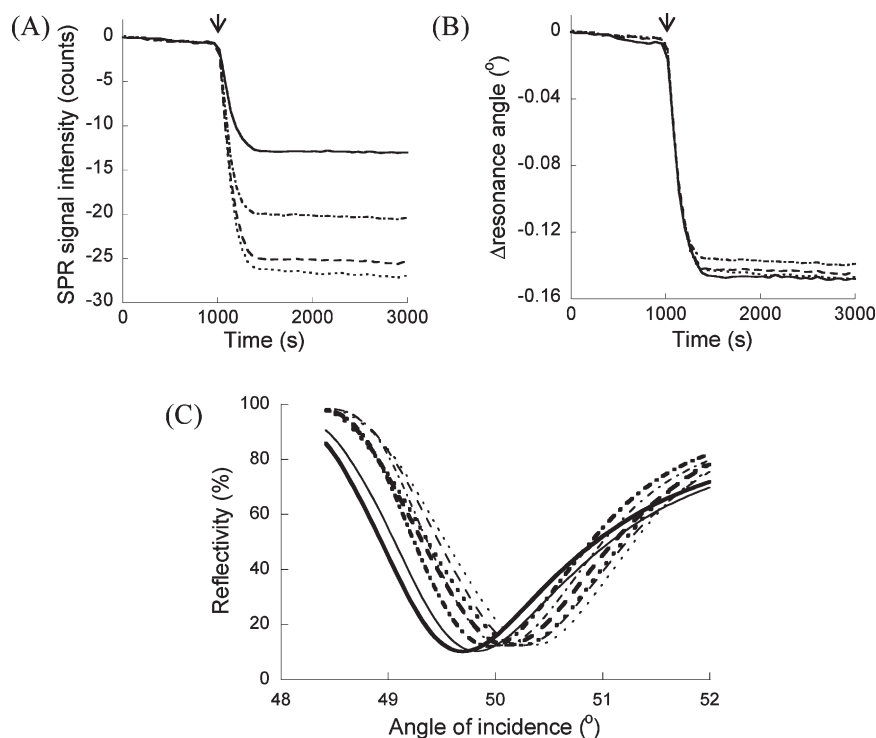 (A)
SPR signal intensity (counts)
0
-5
-10
-15
-20
-25
-30
0 1000 2000 3000
Time (s)
(B)
Δresonance angle (°)
0
-0.04
-0.08
-0.12
-0.16
0 1000 2000 3000
Time (s)
(C)
Reflectivity (%)
100
80
60
40
20
0
48 49 50 51 52
Angle of incidence (°)